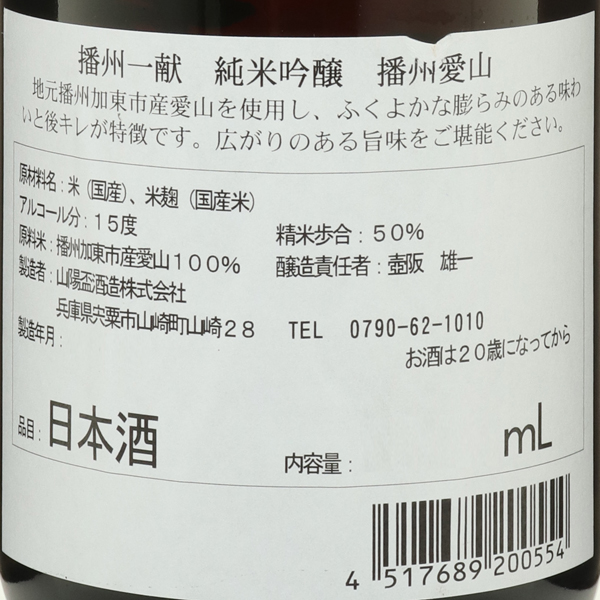 播州一献　純米吟醸　播州愛山
地元播州加東市産愛山を使用し、ふくよかな膨らみのある味わ
いと後キレが特徴です。広がりのある旨味をご堪能ください。
原材料名：米（国産）、米麹（国産米）
アルコール分：１５度
精米歩合：５０％
原料米：播州加東市産愛山１００％
醸造責任者：壺阪　雄一
製造者：山陽盃酒造株式会社
兵庫県宍粟市山崎町山崎２８　TEL　0790-62-1010
製造年月：
お酒は２０歳になってから
品目：日本酒
内容量：　mL
4 517689 200554